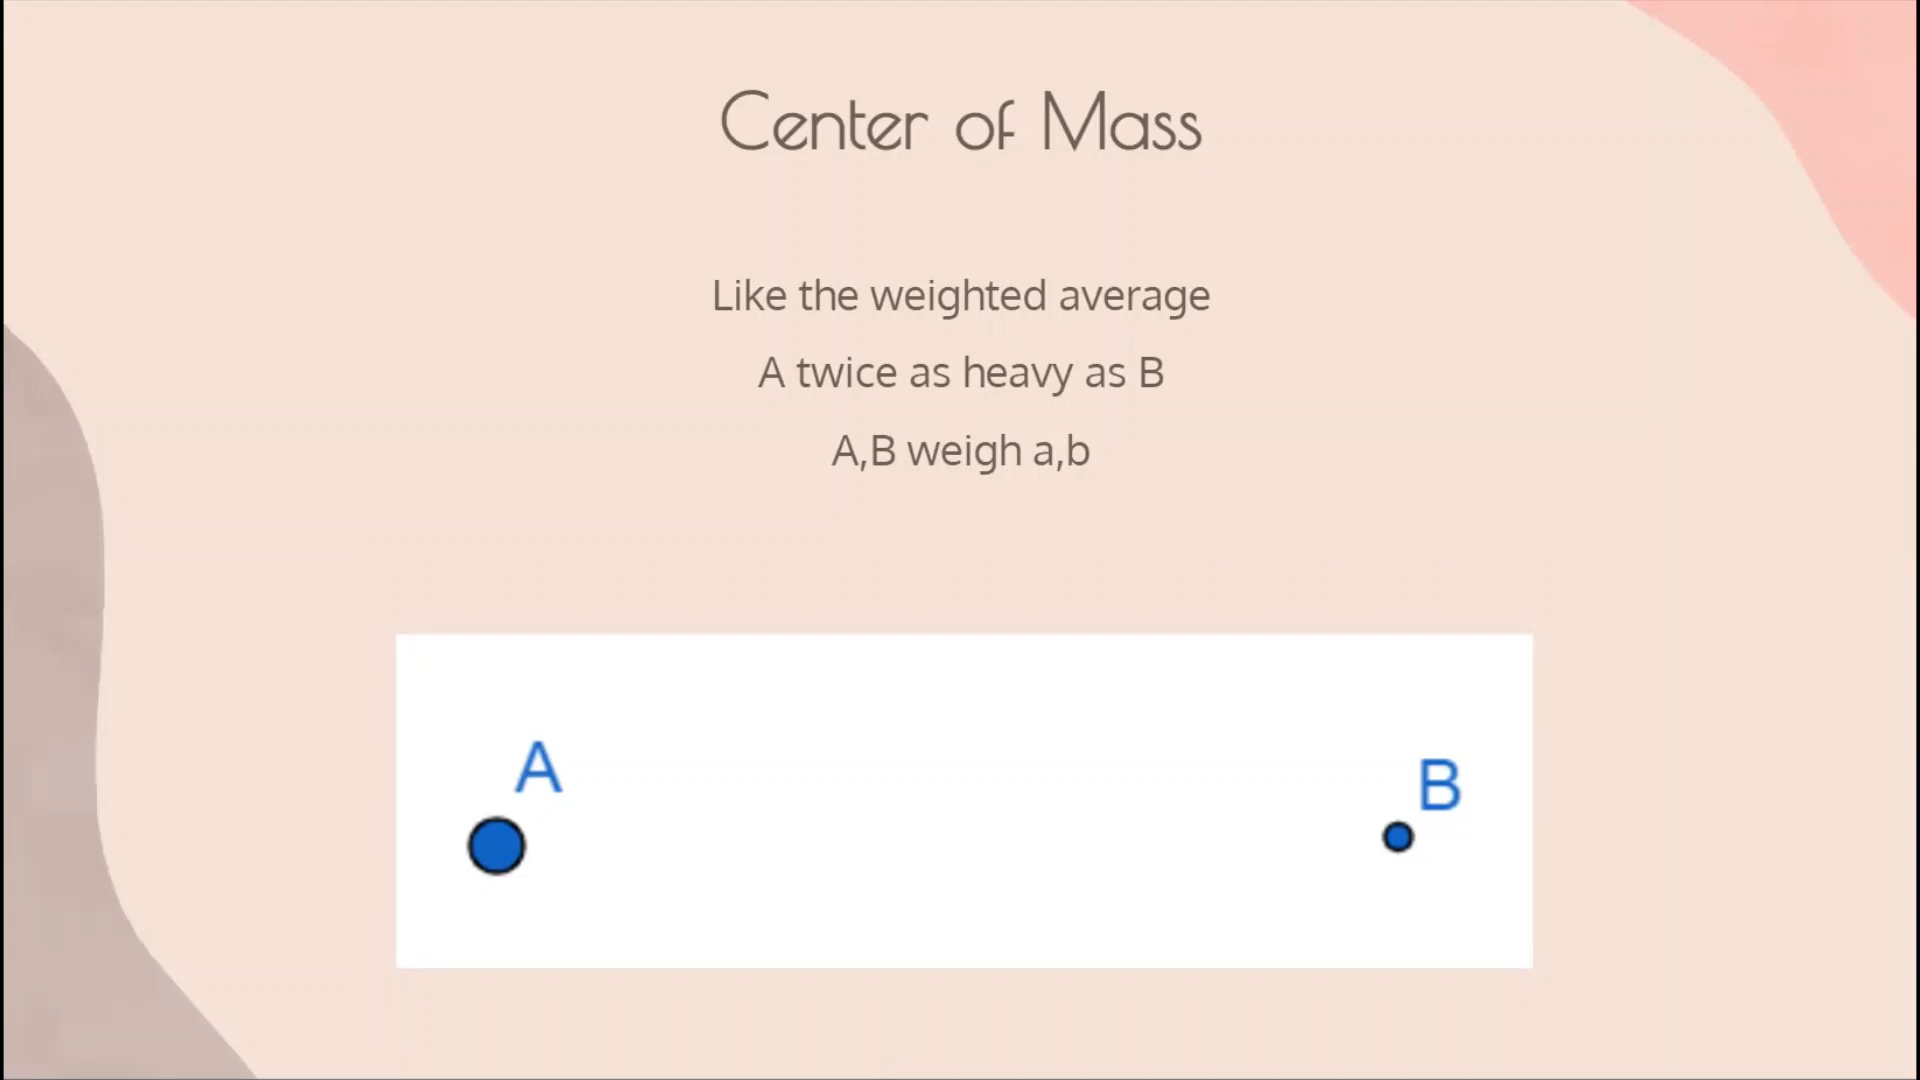 Center of Mass
Like the weighted average
A twice as heavy as B
A,B weigh a,b
A
B